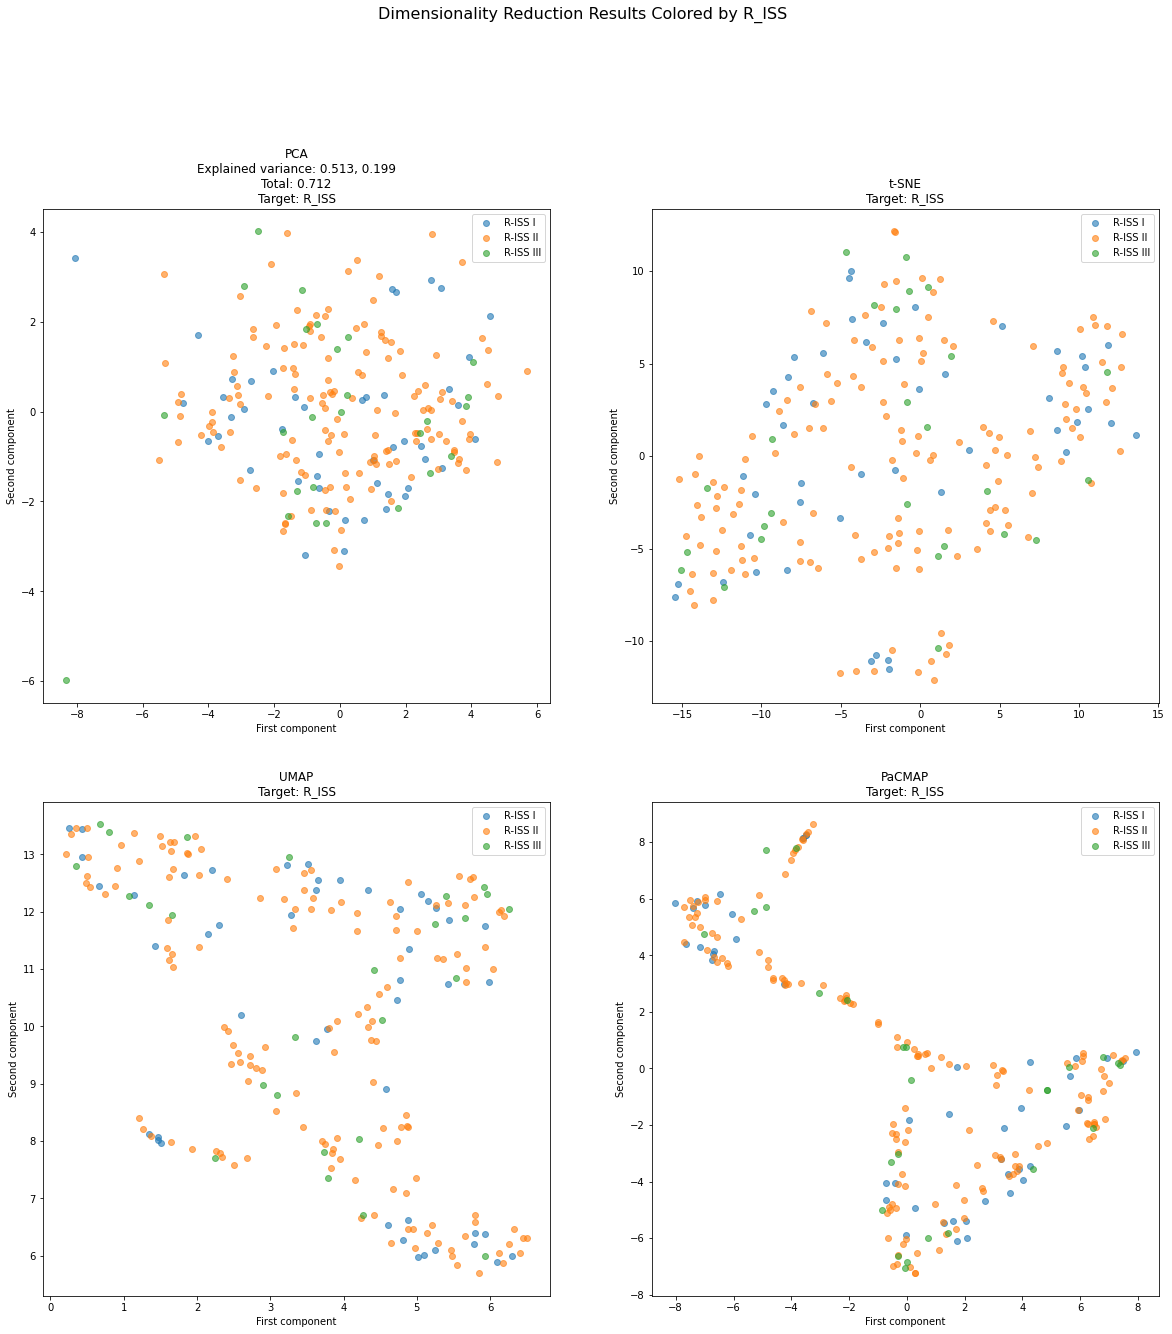 Dimensionality Reduction Results Colored by R_ISS
PCA
Explained variance: 0.513, 0.199
Total: 0.712
Target: R_ISS
R-ISS I
R-ISS II
R-ISS III
4
2
0
−2
−4
−6
Second component
−8
−6
−4
−2
0
2
4
6
First component
t-SNE
Target: R_ISS
R-ISS I
R-ISS II
R-ISS III
10
5
0
−5
−10
Second component
−15
−10
−5
0
5
10
15
First component
UMAP
Target: R_ISS
R-ISS I
R-ISS II
R-ISS III
13
12
11
10
9
8
7
6
Second component
0
1
2
3
4
5
6
First component
PaCMAP
Target: R_ISS
R-ISS I
R-ISS II
R-ISS III
8
6
4
2
0
−2
−4
−6
−8
Second component
−8
−6
−4
−2
0
2
4
6
8
First component